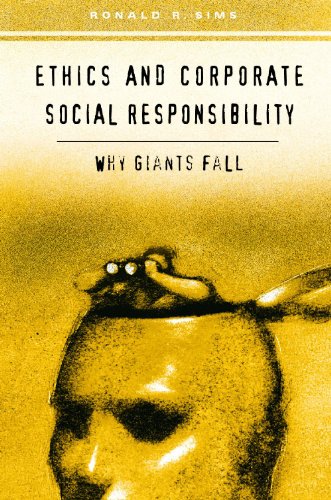 RONALD R. SIMS
ETHICS AND CORPORATE
SOCIAL RESPONSIBILITY
WHY GIANTS FALL